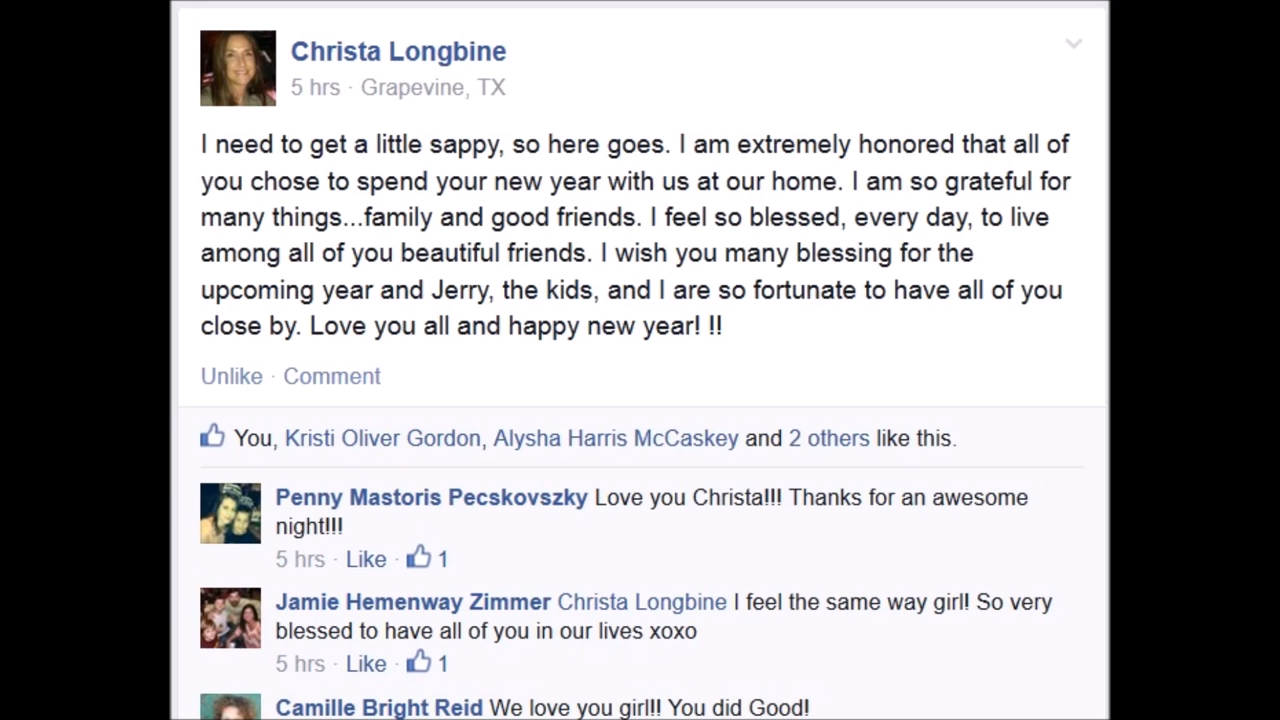 Christa Longbine
5 hrs · Grapevine, TX
I need to get a little sappy, so here goes. I am extremely honored that all of
you chose to spend your new year with us at our home. I am so grateful for
many things...family and good friends. I feel so blessed, every day, to live
among all of you beautiful friends. I wish you many blessing for the
upcoming year and Jerry, the kids, and I are so fortunate to have all of you
close by. Love you all and happy new year! !!
Unlike · Comment
You, Kristi Oliver Gordon, Alysha Harris McCaskey and 2 others like this.
Penny Mastoris Pecskovszky Love you Christa!!! Thanks for an awesome
night!!!
5 hrs · Like · 1
Jamie Hemenway Zimmer Christa Longbine I feel the same way girl! So very
blessed to have all of you in our lives xoxo
5 hrs · Like · 1
Camille Bright Reid We love you girl!! You did Good!